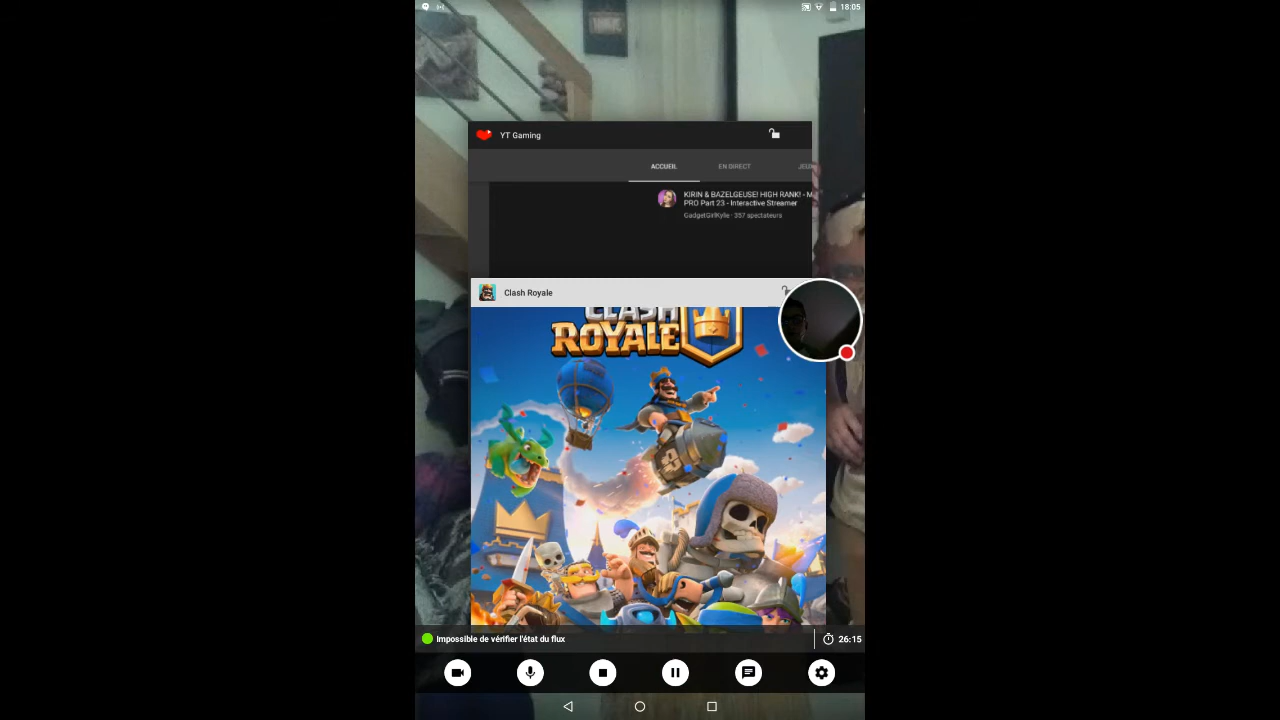 18:05
YT Gaming
ACCUEIL
EN DIRECT
KIRIN & BAZELGEUSE! HIGH RANK! - M
PRO Part 23 - Interactive Streamer
GadgetGirlKylie - 357 spectateurs
Clash Royale
CLASH
ROYALE
Impossible de vérifier l'état du flux
26:15